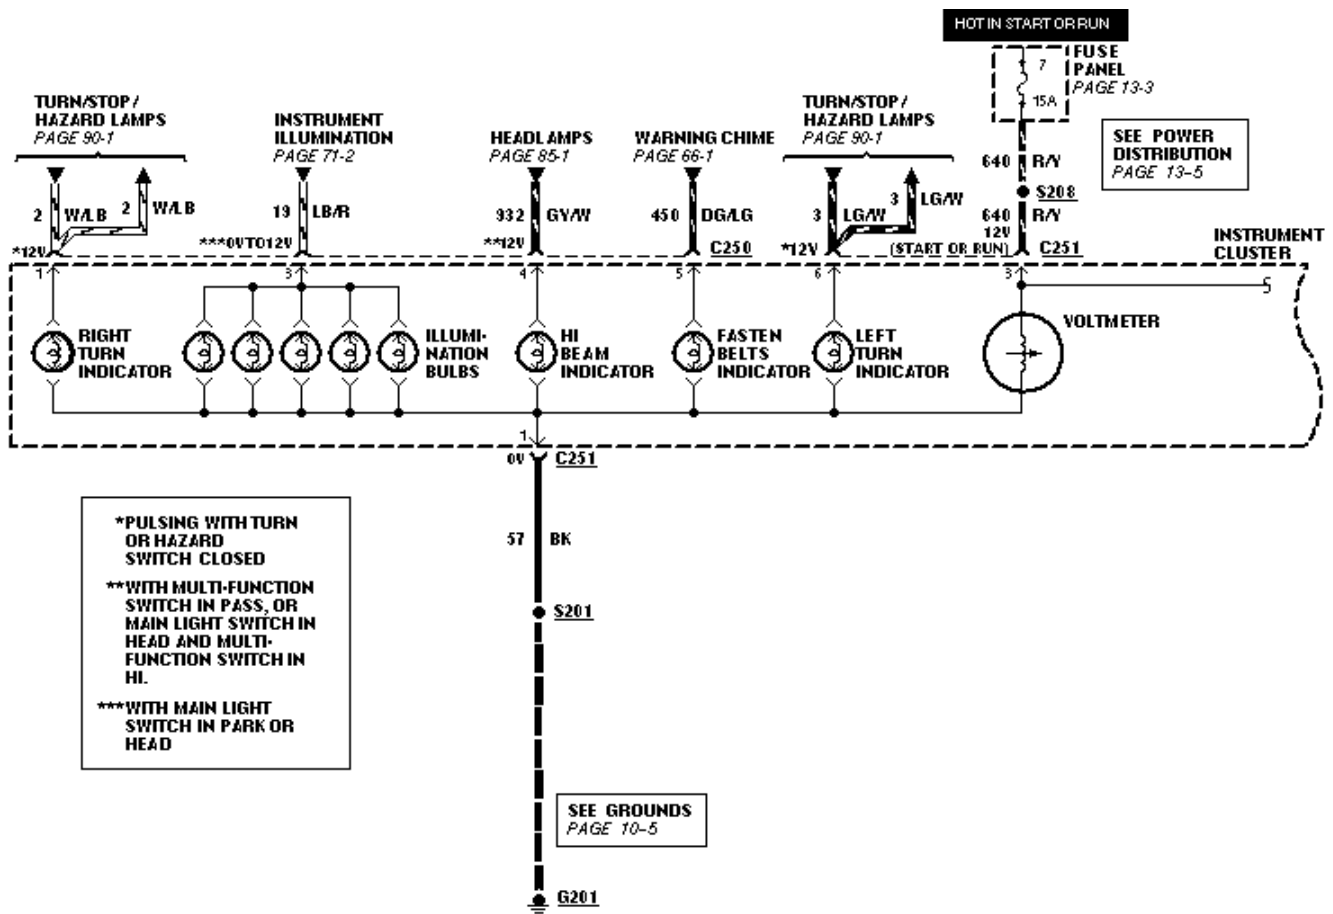 HOT IN START OR RUN
7
15A
FUSE
PANEL
PAGE 13-3
TURN/STOP/
HAZARD LAMPS
PAGE 90-1
INSTRUMENT
ILLUMINATION
PAGE 71-2
HEADLAMPS
PAGE 85-1
WARNING CHIME
PAGE 66-1
TURN/STOP/
HAZARD LAMPS
PAGE 90-1
SEE POWER
DISTRIBUTION
PAGE 13-5
640 R/Y
S208
2 W/LB
2 W/LB
19 LB/R
932 GY/W
450 DG/LG
3 LG/W
3 LG/W
640 R/Y
12V
*12V
***0V TO 12V
**12V
C250
*12V
(START OR RUN)
C251
INSTRUMENT
CLUSTER
1
3
4
5
6
3
5
RIGHT
TURN
INDICATOR
ILLUMI-
NATION
BULBS
HI
BEAM
INDICATOR
FASTEN
BELTS
INDICATOR
LEFT
TURN
INDICATOR
VOLTMETER
1
0V
C251
57 BK
S201
*PULSING WITH TURN
OR HAZARD
SWITCH CLOSED
**WITH MULTI-FUNCTION
SWITCH IN PASS, OR
MAIN LIGHT SWITCH IN
HEAD AND MULTI-
FUNCTION SWITCH IN
HI.
***WITH MAIN LIGHT
SWITCH IN PARK OR
HEAD
SEE GROUNDS
PAGE 10-5
G201